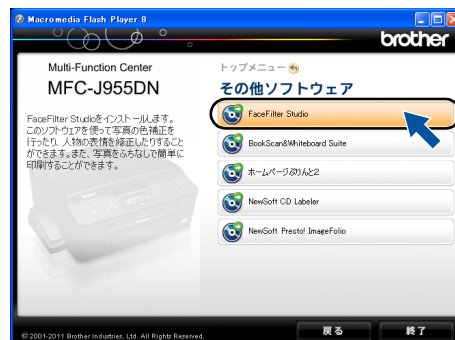 Macromedia Flash Player 8
brother
Multi-Function Center
MFC-J955DN
FaceFilter Studioをインストールします。
このソフトウェアを使って写真の色補正を
行ったり、人物の表情を修正したりすること
ができます。また、写真をふちなしで簡単に
印刷することができます。
トップメニュー
その他ソフトウェア
FaceFilter Studio
BookScan&Whiteboard Suite
ホームページぷりんと2
NewSoft CD Labeler
NewSoft Presto! ImageFolio
© 2001-2011 Brother Industries, Ltd. All Rights Reserved.
戻る
終了